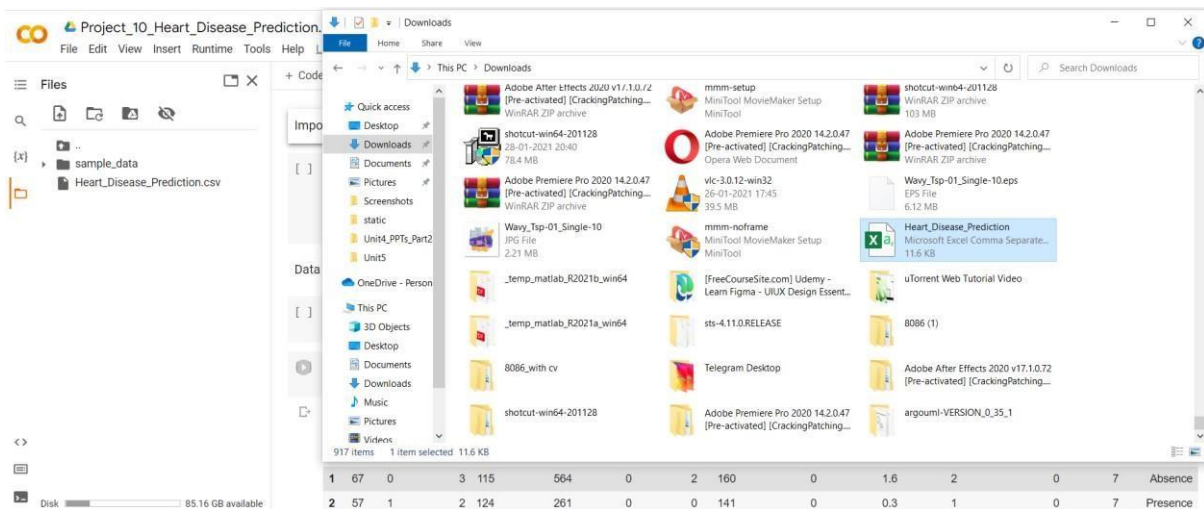 Project_10_Heart_Disease_Prediction.
File Edit View Insert Runtime Tools Help
Files
+ Code
..
sample_data
Heart_Disease_Prediction.csv
{x}
Impo
[ ]
Data
[ ]
<>
Disk
85.16 GB available
Downloads
File Home Share View
This PC > Downloads
Search Downloads
Quick access
Desktop
Downloads
Documents
Pictures
Screenshots
static
Unit4_PPTs_Part2
Unit5
OneDrive - Person
This PC
3D Objects
Desktop
Documents
Downloads
Music
Pictures
Videos
Adobe After Effects 2020 v17.1.0.72
[Pre-activated] [CrackingPatching....
WinRAR ZIP archive
mmm-setup
MiniTool MovieMaker Setup
MiniTool
shotcut-win64-201128
WinRAR ZIP archive
103 MB
shotcut-win64-201128
28-01-2021 20:40
78.4 MB
Adobe Premiere Pro 2020 14.2.0.47
[Pre-activated] [CrackingPatching....
Opera Web Document
Adobe Premiere Pro 2020 14.2.0.47
[Pre-activated] [CrackingPatching....
WinRAR ZIP archive
Adobe Premiere Pro 2020 14.2.0.47
[Pre-activated] [CrackingPatching....
WinRAR ZIP archive
vlc-3.0.12-win32
26-01-2021 17:45
39.5 MB
Wavy_Tsp-01_Single-10.eps
EPS File
6.12 MB
Wavy_Tsp-01_Single-10
JPG File
2.21 MB
mmm-noframe
MiniTool MovieMaker Setup
MiniTool
Heart_Disease_Prediction
Microsoft Excel Comma Separate...
11.6 KB
_temp_matlab_R2021b_win64
[FreeCourseSite.com] Udemy -
Learn Figma - UIUX Design Essent...
uTorrent Web Tutorial Video
_temp_matlab_R2021a_win64
sts-4.11.0.RELEASE
8086 (1)
8086_with cv
Telegram Desktop
Adobe After Effects 2020 v17.1.0.72
[Pre-activated] [CrackingPatching....
shotcut-win64-201128
Adobe Premiere Pro 2020 14.2.0.47
[Pre-activated] [CrackingPatching....
argouml-VERSION_0_35_1
917 items 1 item selected 11.6 KB
1 67 0 3 115 564 0 2 160 0 1.6 2 0 7 Absence
2 57 1 2 124 261 0 0 141 0 0.3 1 0 7 Presence